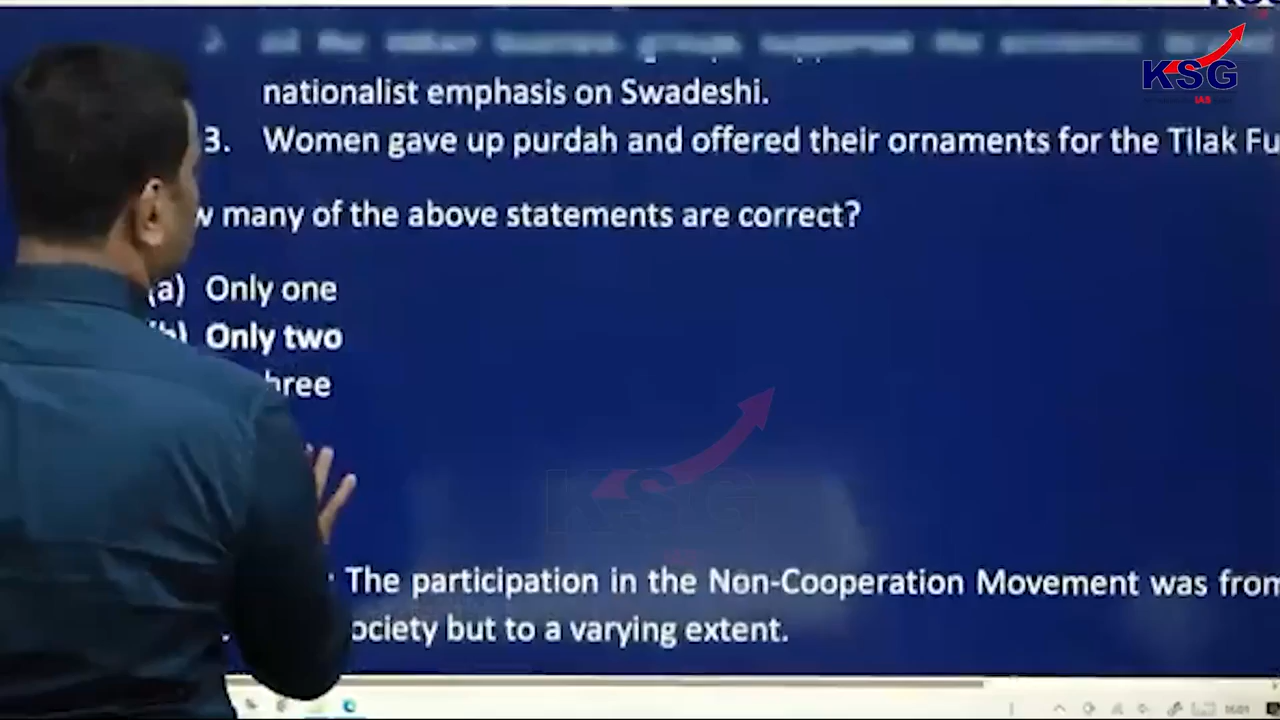 KSG
IAS
nationalist emphasis on Swadeshi.
3. Women gave up purdah and offered their ornaments for the Tilak Fu
w many of the above statements are correct?
(a) Only one
(b) Only two
hree
KSG
: The participation in the Non-Cooperation Movement was from
ociety but to a varying extent.